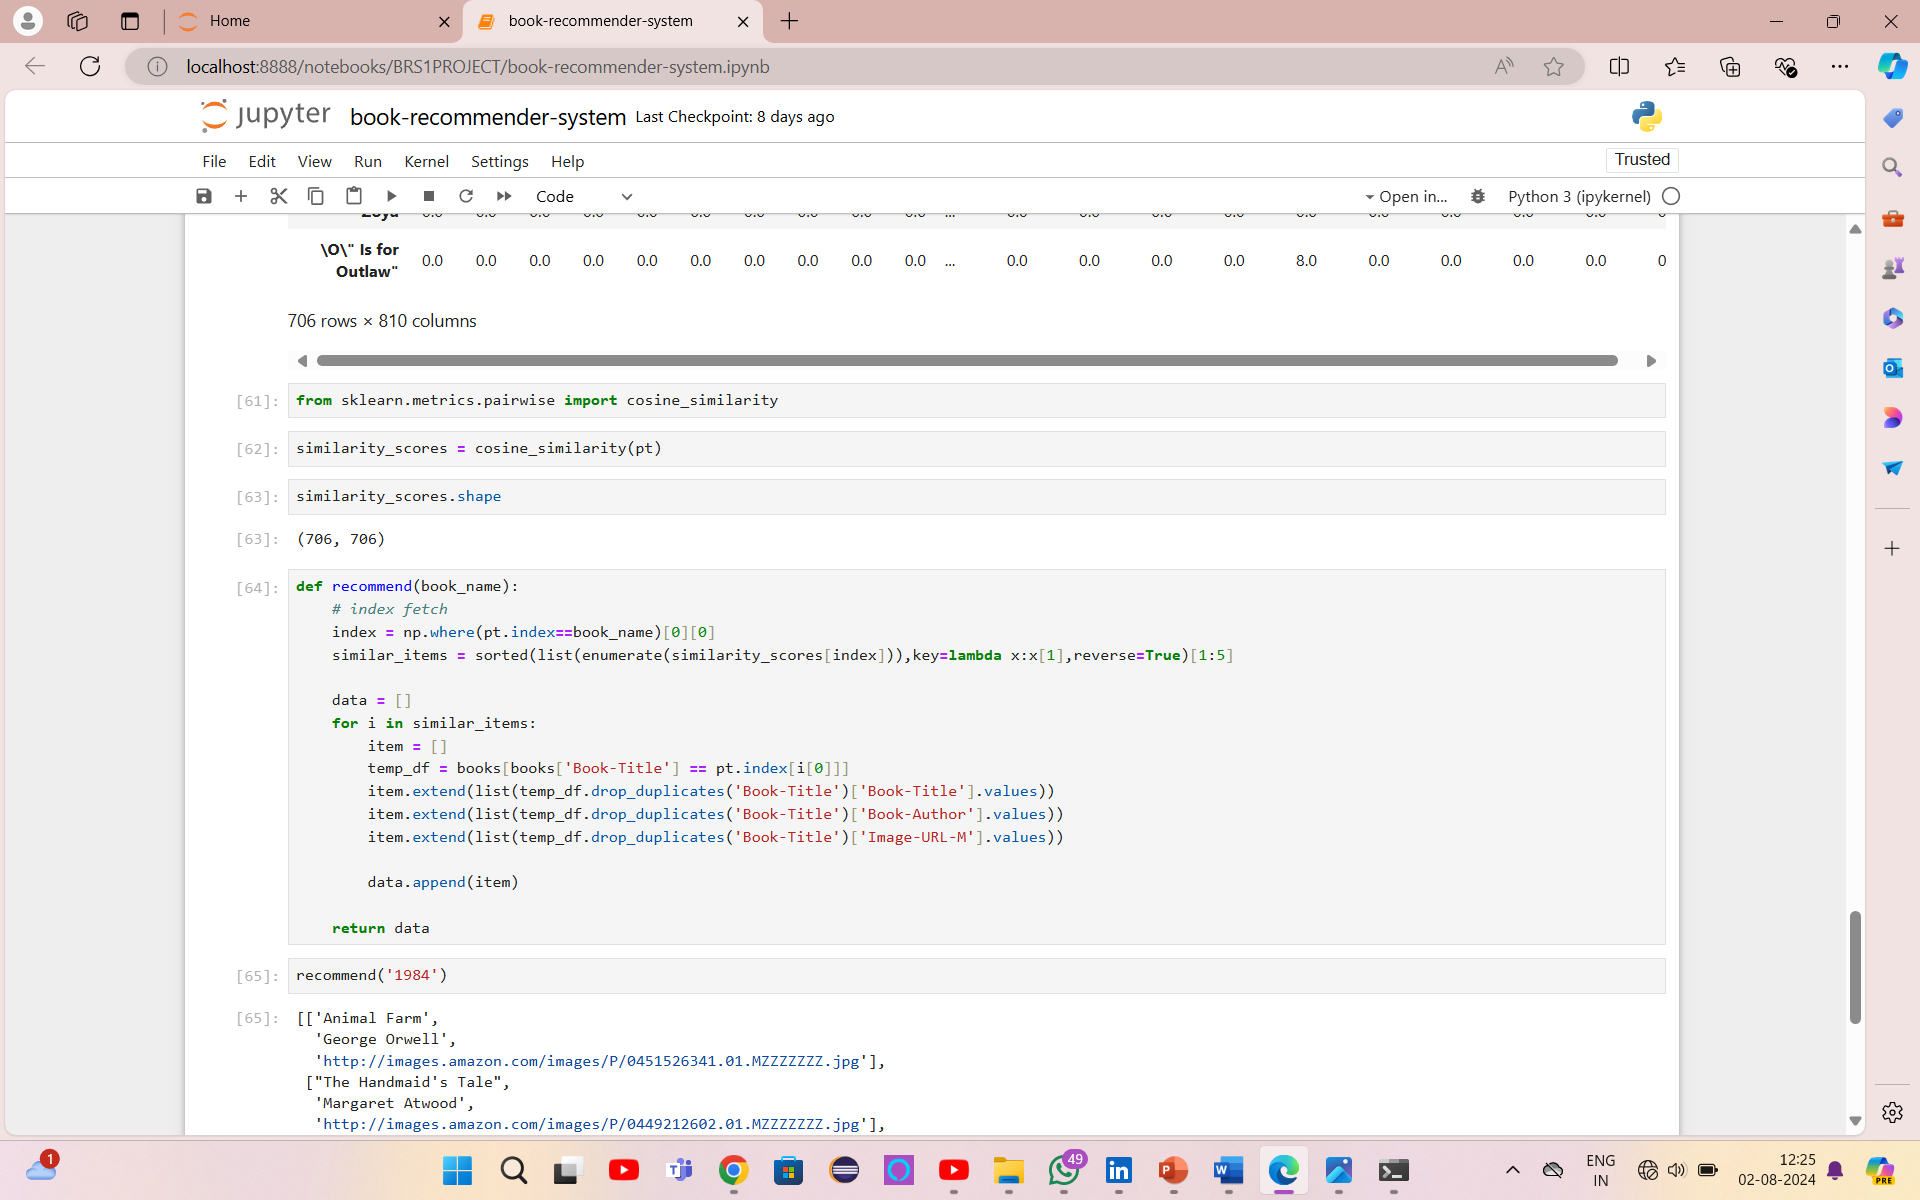 Home
book-recommender-system
localhost:8888/notebooks/BRS1PROJECT/book-recommender-system.ipynb
jupyter book-recommender-system Last Checkpoint: 8 days ago
File Edit View Run Kernel Settings Help
Trusted
Code
Open in...
Python 3 (ipykernel)
\O\" Is for Outlaw" 0.0 0.0 0.0 0.0 0.0 0.0 0.0 0.0 0.0 0.0 ... 0.0 0.0 0.0 0.0 8.0 0.0 0.0 0.0 0.0 0
706 rows × 810 columns
[61]: from sklearn.metrics.pairwise import cosine_similarity
[62]: similarity_scores = cosine_similarity(pt)
[63]: similarity_scores.shape
[63]: (706, 706)
[64]: def recommend(book_name):
# index fetch
index = np.where(pt.index==book_name)[0][0]
similar_items = sorted(list(enumerate(similarity_scores[index])),key=lambda x:x[1],reverse=True)[1:5]
data = []
for i in similar_items:
item = []
temp_df = books[books['Book-Title'] == pt.index[i[0]]]
item.extend(list(temp_df.drop_duplicates('Book-Title')['Book-Title'].values))
item.extend(list(temp_df.drop_duplicates('Book-Title')['Book-Author'].values))
item.extend(list(temp_df.drop_duplicates('Book-Title')['Image-URL-M'].values))
data.append(item)
return data
[65]: recommend('1984')
[65]: [['Animal Farm',
'George Orwell',
'http://images.amazon.com/images/P/0451526341.01.MZZZZZZZ.jpg'],
["The Handmaid's Tale",
'Margaret Atwood',
'http://images.amazon.com/images/P/0449212602.01.MZZZZZZZ.jpg'],
1
49
ENG
IN
12:25
02-08-2024
PRE